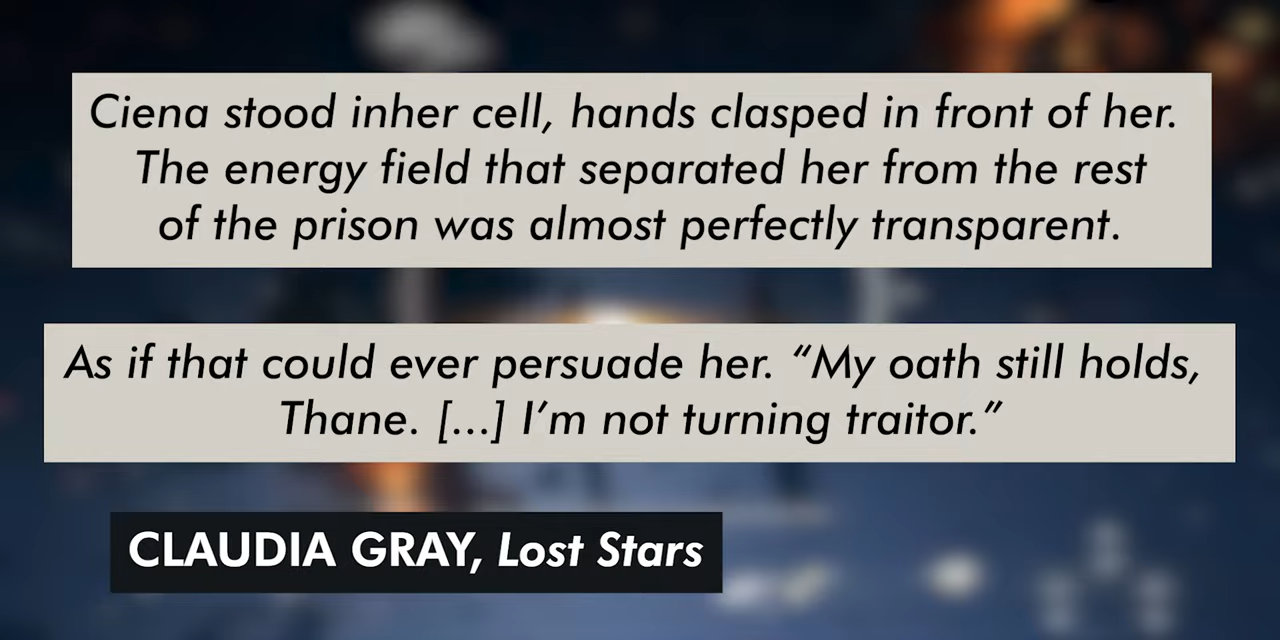 Ciena stood inher cell, hands clasped in front of her.
The energy field that separated her from the rest
of the prison was almost perfectly transparent.
As if that could ever persuade her. “My oath still holds,
Thane. [...] I’m not turning traitor.”
CLAUDIA GRAY, Lost Stars